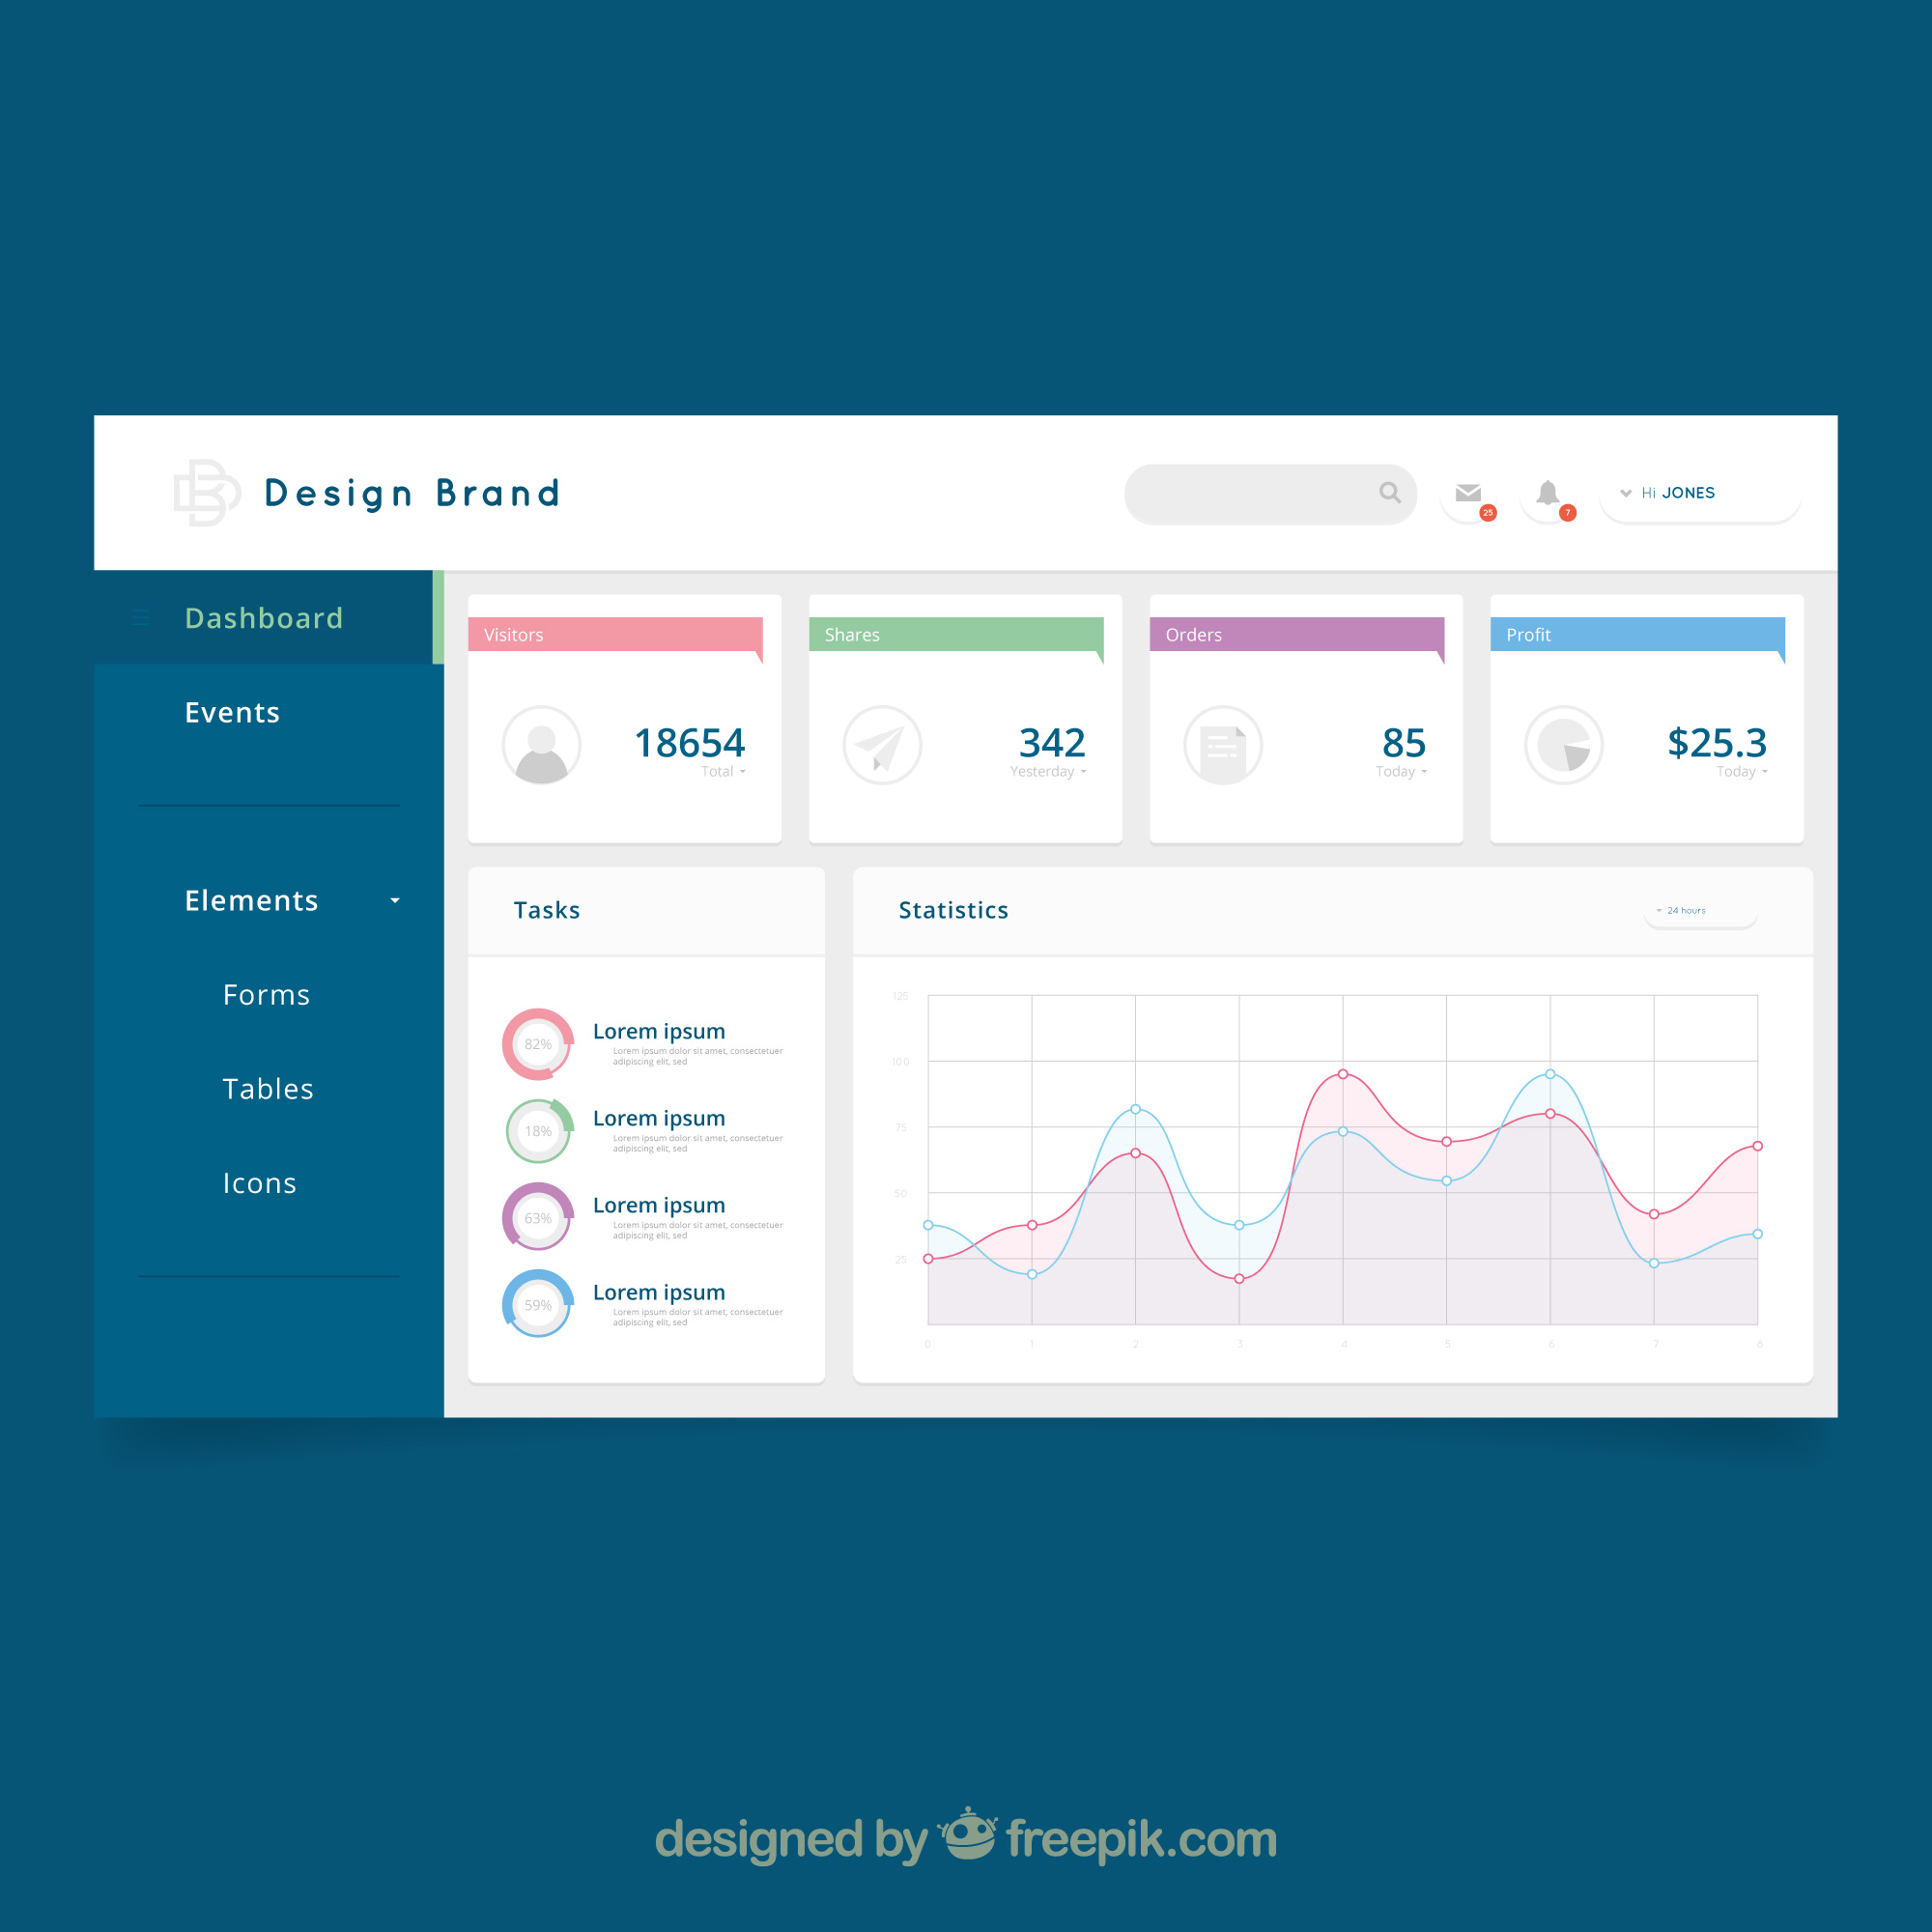 Design Brand
25
7
Hi JONES
Dashboard
Events
Elements
Forms
Tables
Icons
Visitors
18654
Total
Shares
342
Yesterday
Orders
85
Today
Profit
$25.3
Today
Tasks
82%
Lorem ipsum
Lorem ipsum dolor sit amet, consectetuer
adipiscing elit, sed
18%
Lorem ipsum
Lorem ipsum dolor sit amet, consectetuer
adipiscing elit, sed
63%
Lorem ipsum
Lorem ipsum dolor sit amet, consectetuer
adipiscing elit, sed
59%
Lorem ipsum
Lorem ipsum dolor sit amet, consectetuer
adipiscing elit, sed
Statistics
24 hours
125
100
75
50
25
0 1 2 3 4 5 6 7 8
designed by freepik.com